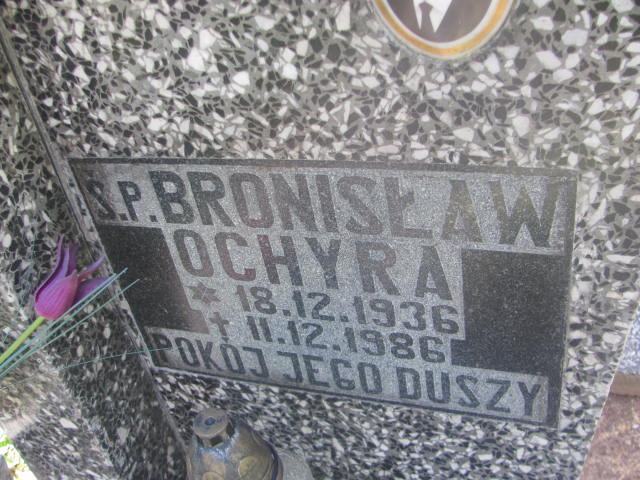 Ś.P. BRONISŁAW
OCHYRA
* 18.12.1936
† 11.12.1986
POKÓJ JEGO DUSZY